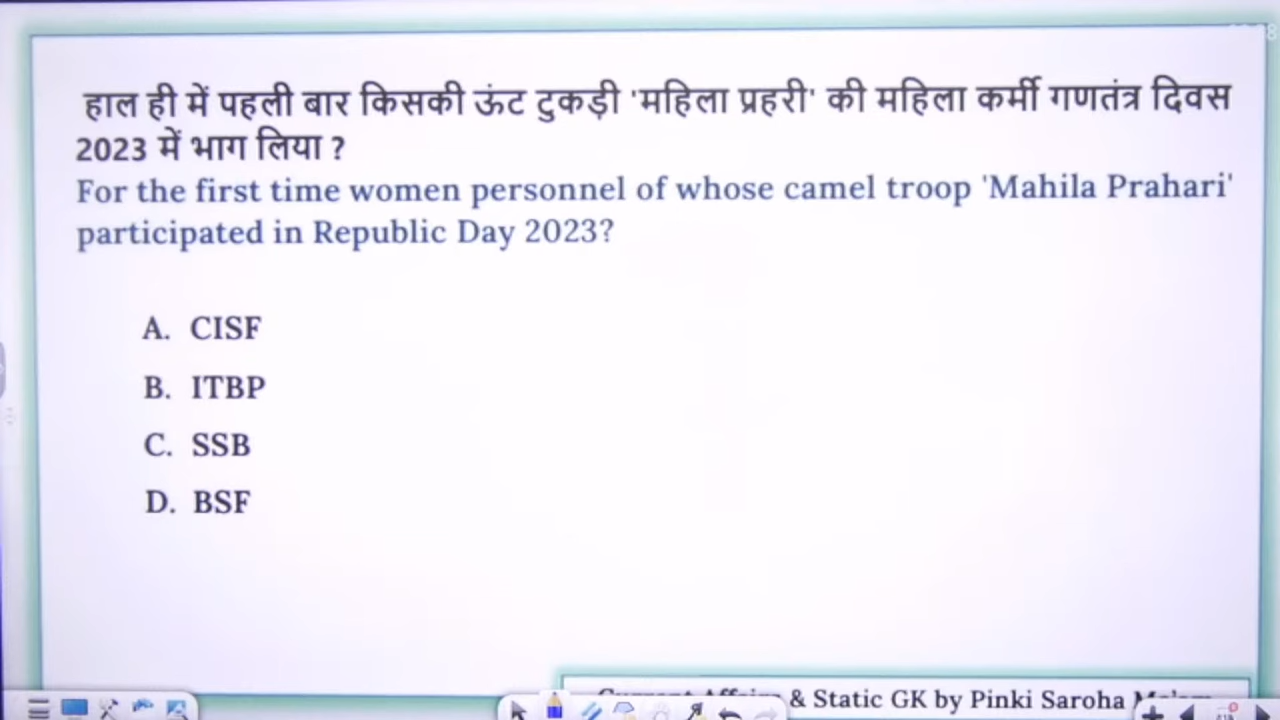 हाल ही में पहली बार किसकी ऊंट टुकड़ी 'महिला प्रहरी' की महिला कर्मी गणतंत्र दिवस
2023 में भाग लिया ?
For the first time women personnel of whose camel troop 'Mahila Prahari'
participated in Republic Day 2023?
A. CISF
B. ITBP
C. SSB
D. BSF
& Static GK by Pinki Saroha